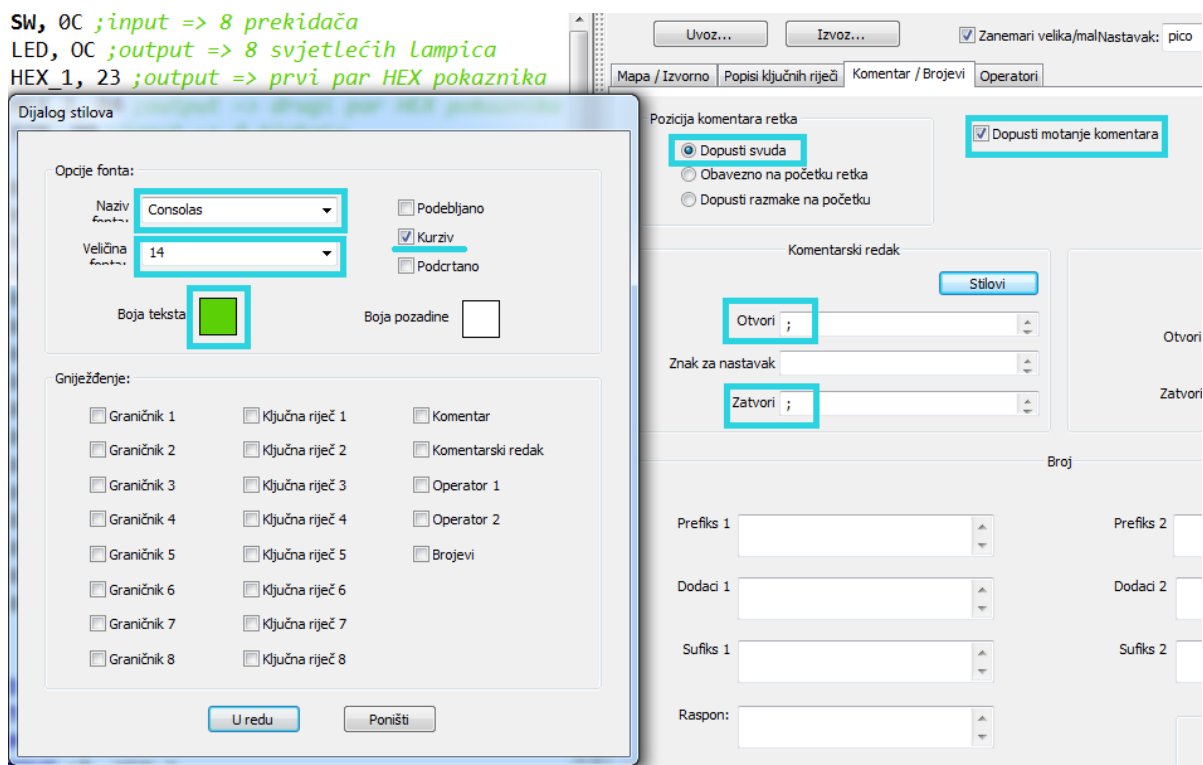 SW, 0C ;input => 8 prekidača
LED, OC ;output => 8 svjetlećih lampica
HEX_1, 23 ;output => prvi par HEX pokaznika
Dijalog stilova
Opcije fonta:
Naziv
fonta:
Consolas
Podebljano
Kurziv
Veličina
fonta:
14
Podcrtano
Boja teksta
Boja pozadine
Gniježđenje:
Graničnik 1 Ključna riječ 1 Komentar
Graničnik 2 Ključna riječ 2 Komentarski redak
Graničnik 3 Ključna riječ 3 Operator 1
Graničnik 4 Ključna riječ 4 Operator 2
Graničnik 5 Ključna riječ 5 Brojevi
Graničnik 6 Ključna riječ 6
Graničnik 7 Ključna riječ 7
Graničnik 8 Ključna riječ 8
U redu Poništi
Uvoz... Izvoz... Zanemari velika/malNastavak: pico
Mapa / Izvorno Popisi ključnih riječi Komentar / Brojevi Operatori
Pozicija komentara retka
Dopusti svuda
Obavezno na početku retka
Dopusti razmake na početku
Dopusti motanje komentara
Komentarski redak
Stilovi
Otvori ;
Znak za nastavak
Zatvori ;
Otvori
Zatvori
Broj
Prefiks 1 Prefiks 2
Dodaci 1 Dodaci 2
Sufiks 1 Sufiks 2
Raspon: